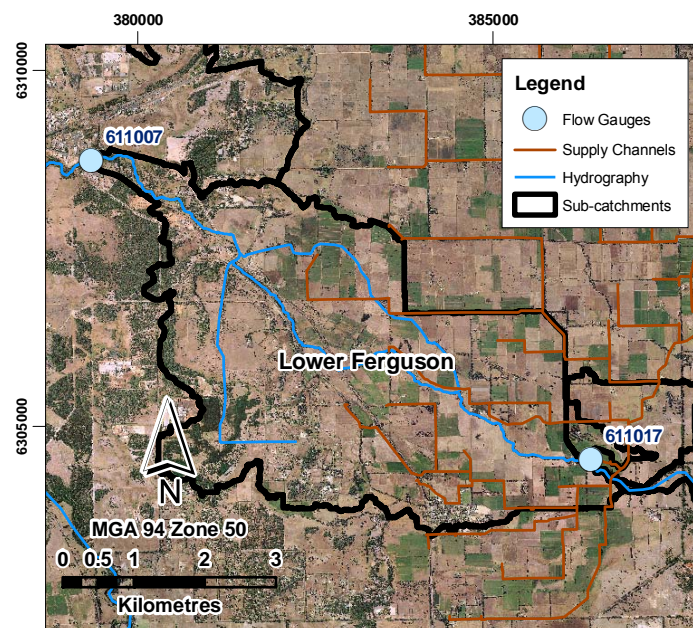 380000
385000
6310000
6305000
Legend
Flow Gauges
Supply Channels
Hydrography
Sub-catchments
611007
Lower Ferguson
611017
N
MGA 94 Zone 50
0 0.5 1 2 3
Kilometres